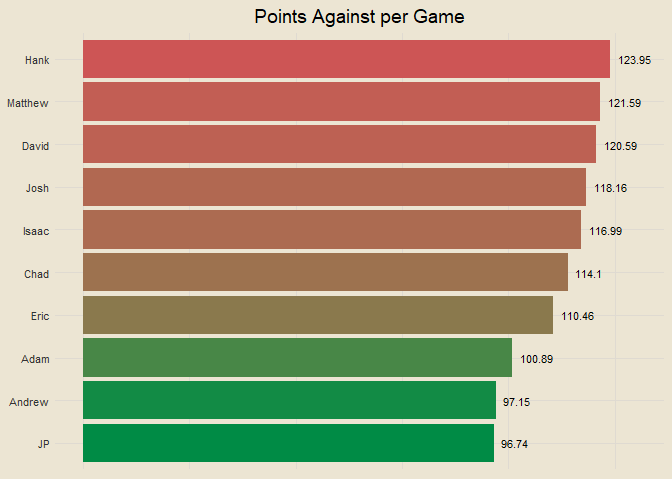 Points Against per Game
Hank 123.95
Matthew 121.59
David 120.59
Josh 118.16
Isaac 116.99
Chad 114.1
Eric 110.46
Adam 100.89
Andrew 97.15
JP 96.74